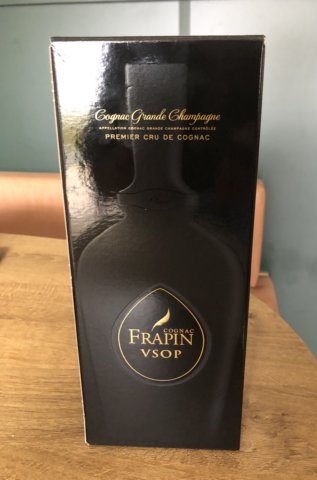 Cognac Grande Champagne
APPELLATION COGNAC GRANDE CHAMPAGNE CONTRÔLÉE
PREMIER CRU DE COGNAC
COGNAC
FRAPIN
VSOP